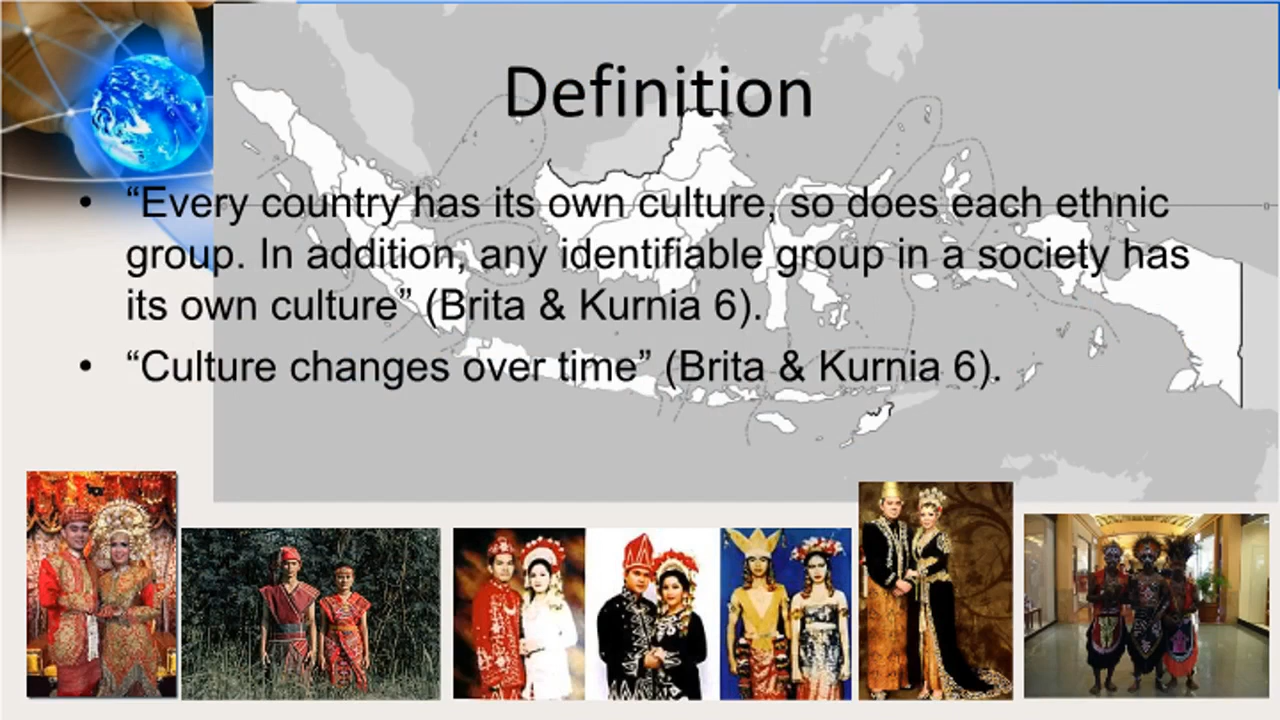 Definition
• “Every country has its own culture, so does each ethnic
group. In addition, any identifiable group in a society has
its own culture” (Brita & Kurnia 6).
• “Culture changes over time” (Brita & Kurnia 6).